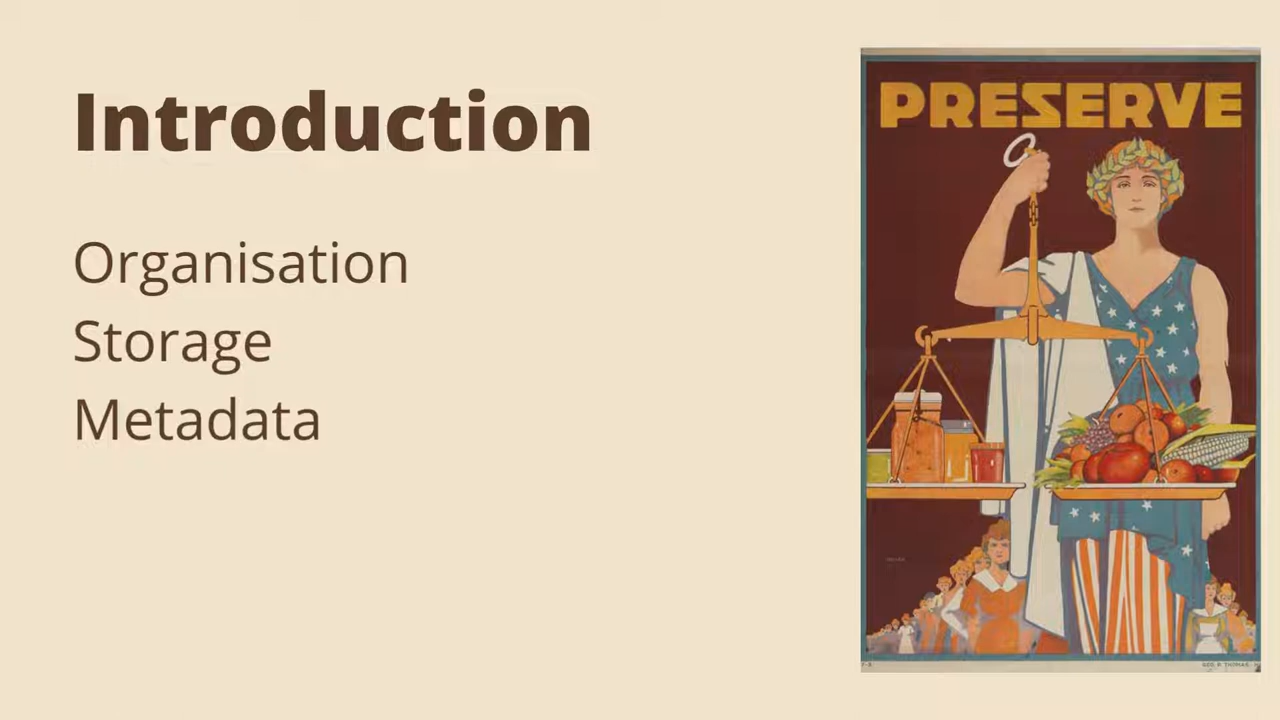 Introduction
Organisation
Storage
Metadata
PRESERVE